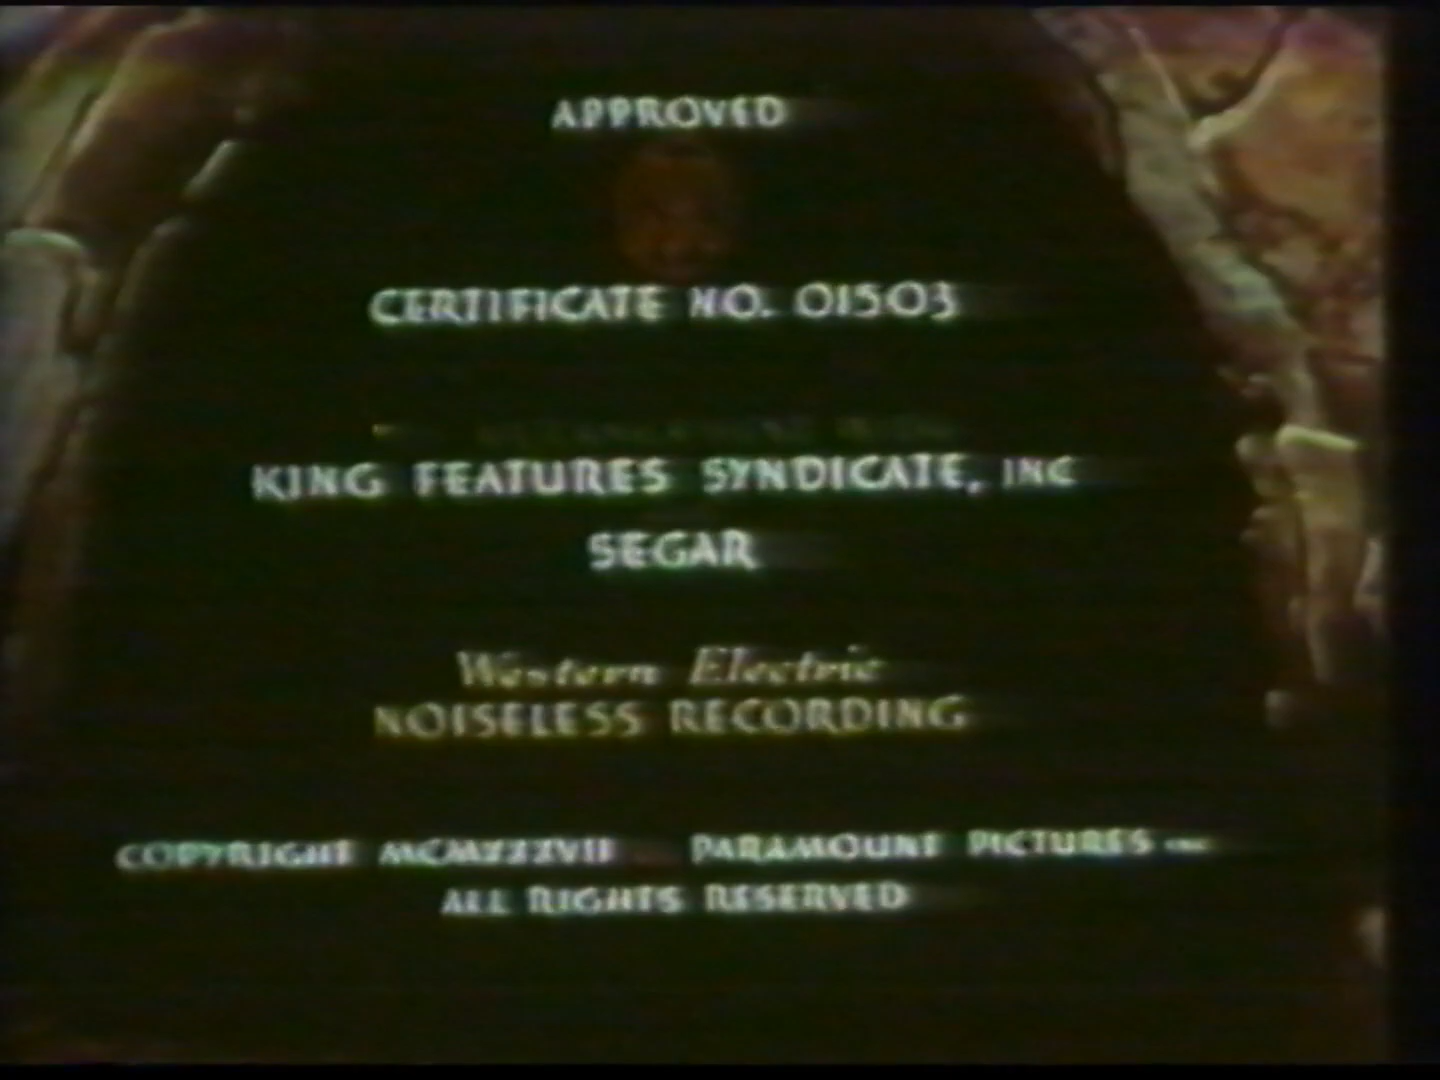 APPROVED
CERTIFICATE NO. 01503
KING FEATURES SYNDICATE, INC
SEGAR
Western Electric
NOISELESS RECORDING
COPYRIGHT MCMXXXVII PARAMOUNT PICTURES INC
ALL RIGHTS RESERVED